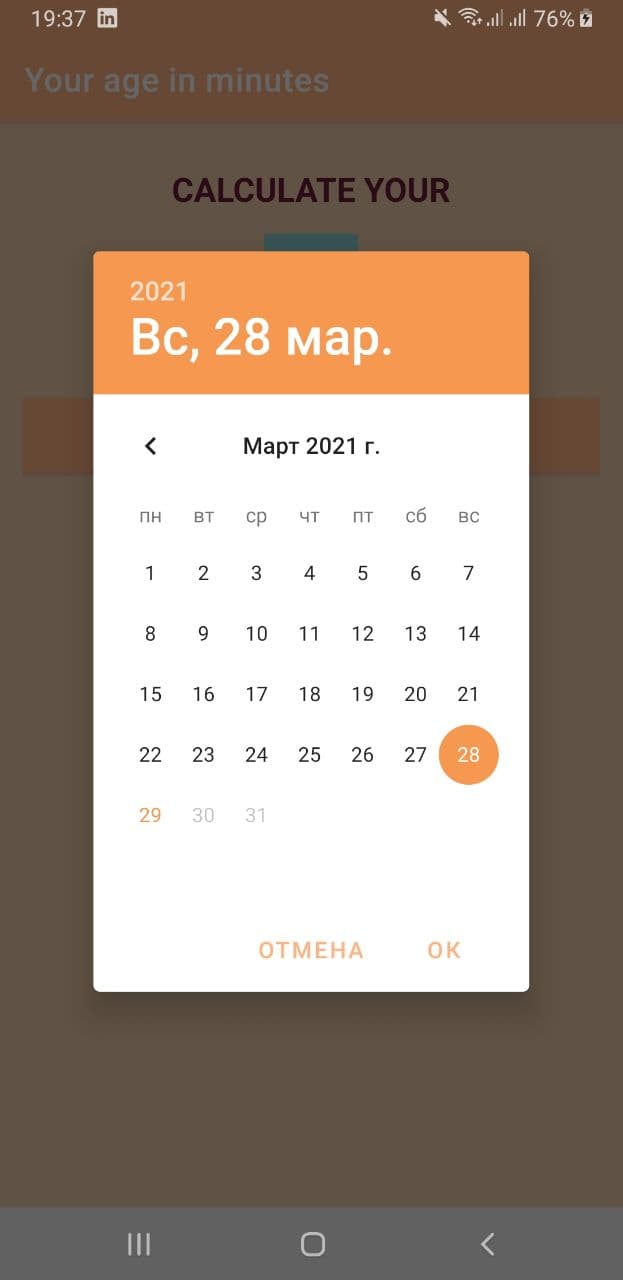 19:37 in 76%
Your age in minutes
CALCULATE YOUR
2021
Вс, 28 мар.
Март 2021 г.
пн вт ср чт пт сб вс
1 2 3 4 5 6 7
8 9 10 11 12 13 14
15 16 17 18 19 20 21
22 23 24 25 26 27 28
29 30 31
ОТМЕНА ОК